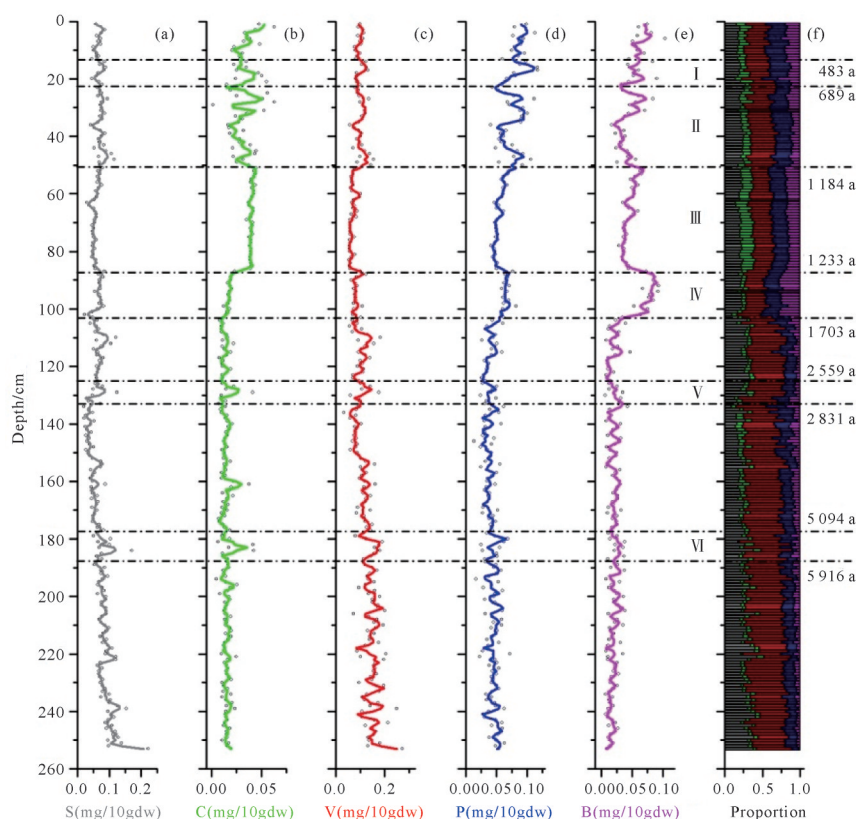 (a) (b) (c) (d) (e) (f)
0
20
40
60
80
100
120
140
160
180
200
220
240
260
Depth/cm
I
II
III
IV
V
VI
483 a
689 a
1 184 a
1 233 a
1 703 a
2 559 a
2 831 a
5 094 a
5 916 a
0.0 0.1 0.2 0.00 0.05 0.0 0.2 0.00 0.05 0.10 0.00 0.05 0.10 0.0 0.5 1.0
S(mg/10gdw) C(mg/10gdw) V(mg/10gdw) P(mg/10gdw) B(mg/10gdw) Proportion